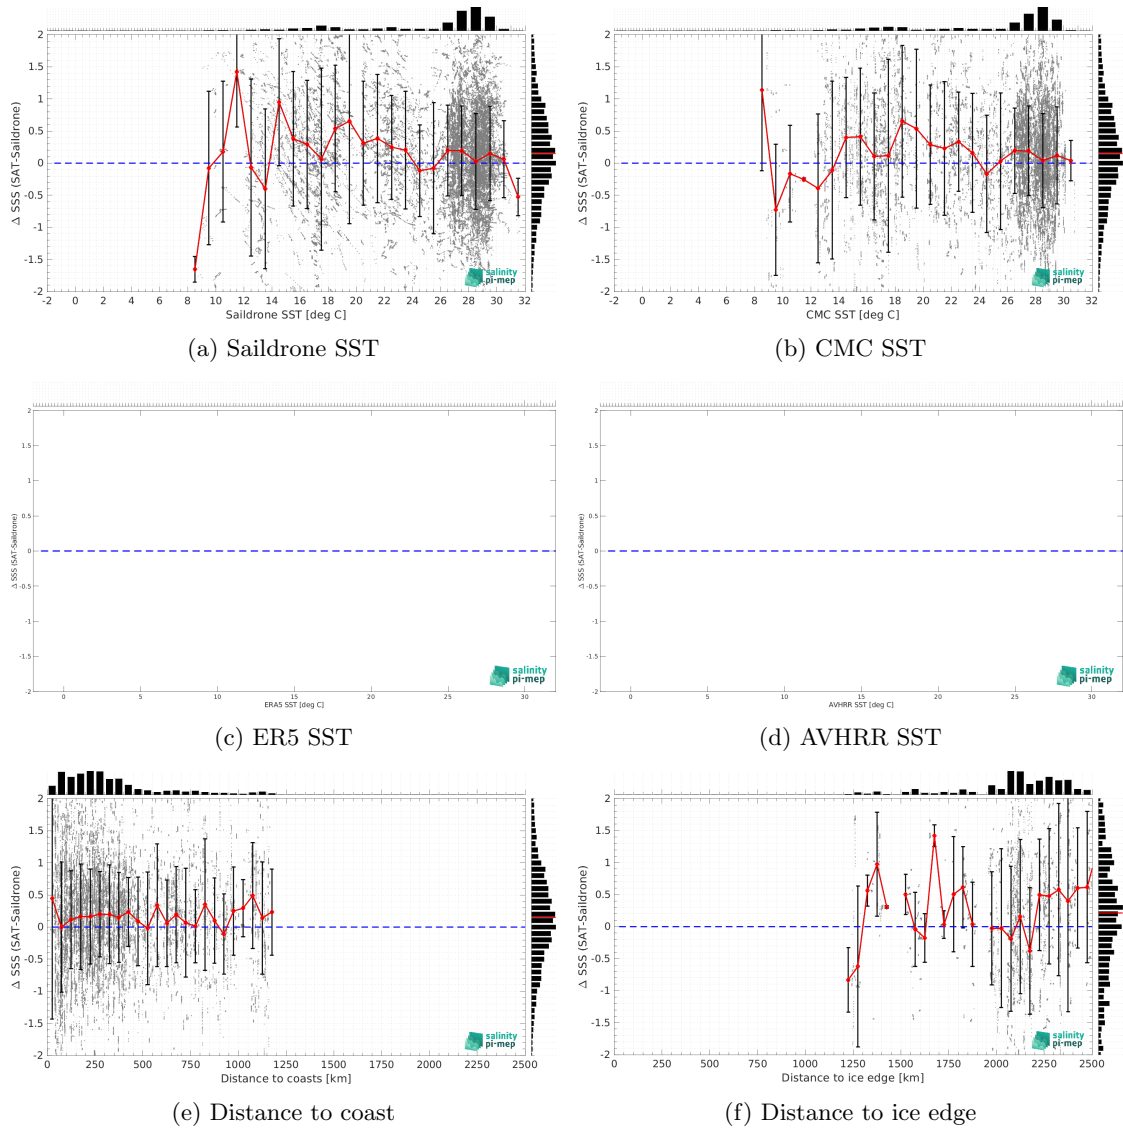 2
1.5
1
0.5
0
-0.5
-1
-1.5
-2
Δ SSS (SAT-Saildrone)
-2 0 2 4 6 8 10 12 14 16 18 20 22 24 26 28 30 32
Saildrone SST [deg C]
salinity
pi-mep
(a) Saildrone SST
2
1.5
1
0.5
0
-0.5
-1
-1.5
-2
Δ SSS (SAT-Saildrone)
-2 0 2 4 6 8 10 12 14 16 18 20 22 24 26 28 30 32
CMC SST [deg C]
salinity
pi-mep
(b) CMC SST
2
1.5
1
0.5
0
-0.5
-1
-1.5
-2
Δ SSS (SAT-Saildrone)
0 5 10 15 20 25 30
ERA5 SST [deg C]
salinity
pi-mep
(c) ER5 SST
2
1.5
1
0.5
0
-0.5
-1
-1.5
-2
Δ SSS (SAT-Saildrone)
0 5 10 15 20 25 30
AVHRR SST [deg C]
salinity
pi-mep
(d) AVHRR SST
2
1.5
1
0.5
0
-0.5
-1
-1.5
-2
Δ SSS (SAT-Saildrone)
0 250 500 750 1000 1250 1500 1750 2000 2250 2500
Distance to coasts [km]
salinity
pi-mep
(e) Distance to coast
2
1.5
1
0.5
0
-0.5
-1
-1.5
-2
Δ SSS (SAT-Saildrone)
0 250 500 750 1000 1250 1500 1750 2000 2250 2500
Distance to ice edge [km]
salinity
pi-mep
(f) Distance to ice edge